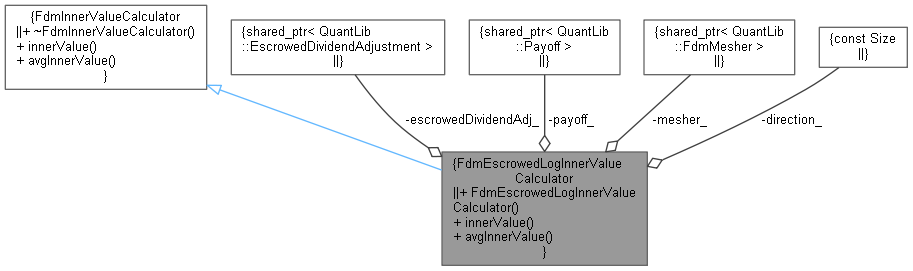 {FdmInnerValueCalculator
||+ ~FdmInnerValueCalculator()
+ innerValue()
+ avgInnerValue()
}
{shared_ptr< QuantLib
::EscrowedDividendAdjustment >
||}
{shared_ptr< QuantLib
::Payoff >
||}
{shared_ptr< QuantLib
::FdmMesher >
||}
{const Size
||}
-escrowedDividendAdj_
-payoff_
-mesher_
-direction_
{FdmEscrowedLogInnerValue
Calculator
||+ FdmEscrowedLogInnerValue
Calculator()
+ innerValue()
+ avgInnerValue()
}